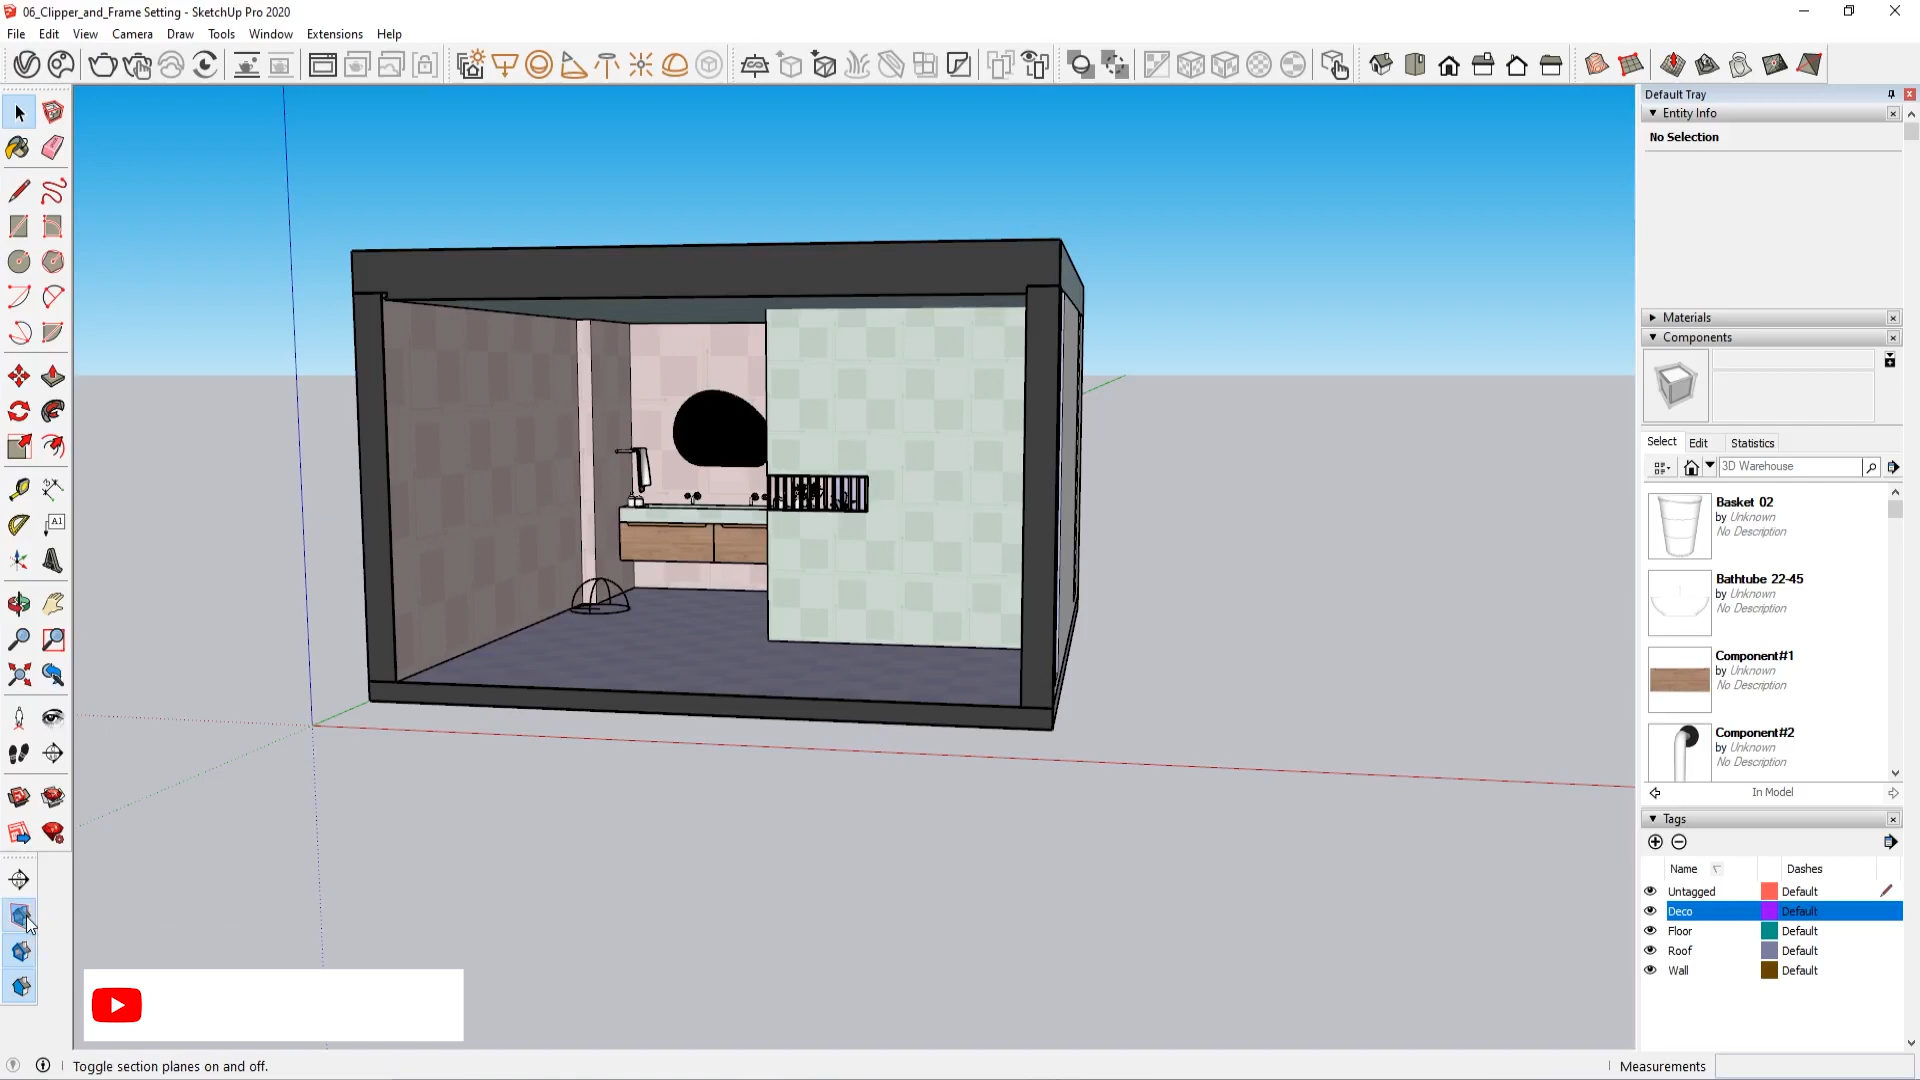 06_Clipper_and_Frame Setting - SketchUp Pro 2020
File Edit View Camera Draw Tools Window Extensions Help
Default Tray
Entity Info
No Selection
Materials
Components
Select Edit Statistics
3D Warehouse
Basket 02
by Unknown
No Description
Bathtube 22-45
by Unknown
No Description
Component#1
by Unknown
No Description
Component#2
by Unknown
No Description
In Model
Tags
Name Dashes
Untagged Default
Deco Default
Floor Default
Roof Default
Wall Default
A1
Toggle section planes on and off.
Measurements